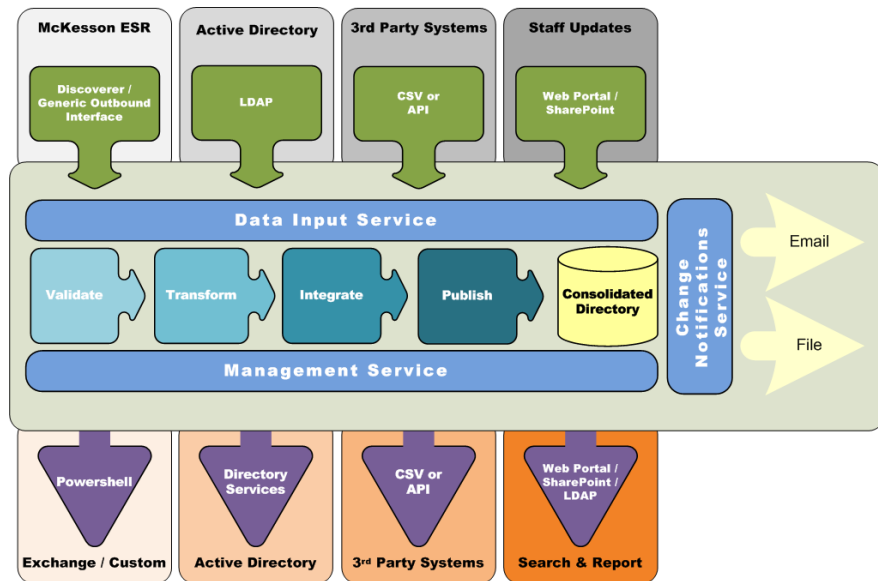 McKesson ESR
Active Directory
3rd Party Systems
Staff Updates
Discoverer /
Generic Outbound
Interface
LDAP
CSV or
API
Web Portal /
SharePoint
Data Input Service
Validate
Transform
Integrate
Publish
Consolidated
Directory
Management Service
Change
Notifications
Service
Email
File
Powershell
Directory
Services
CSV or
API
Web Portal /
SharePoint /
LDAP
Exchange / Custom
Active Directory
3rd Party Systems
Search & Report